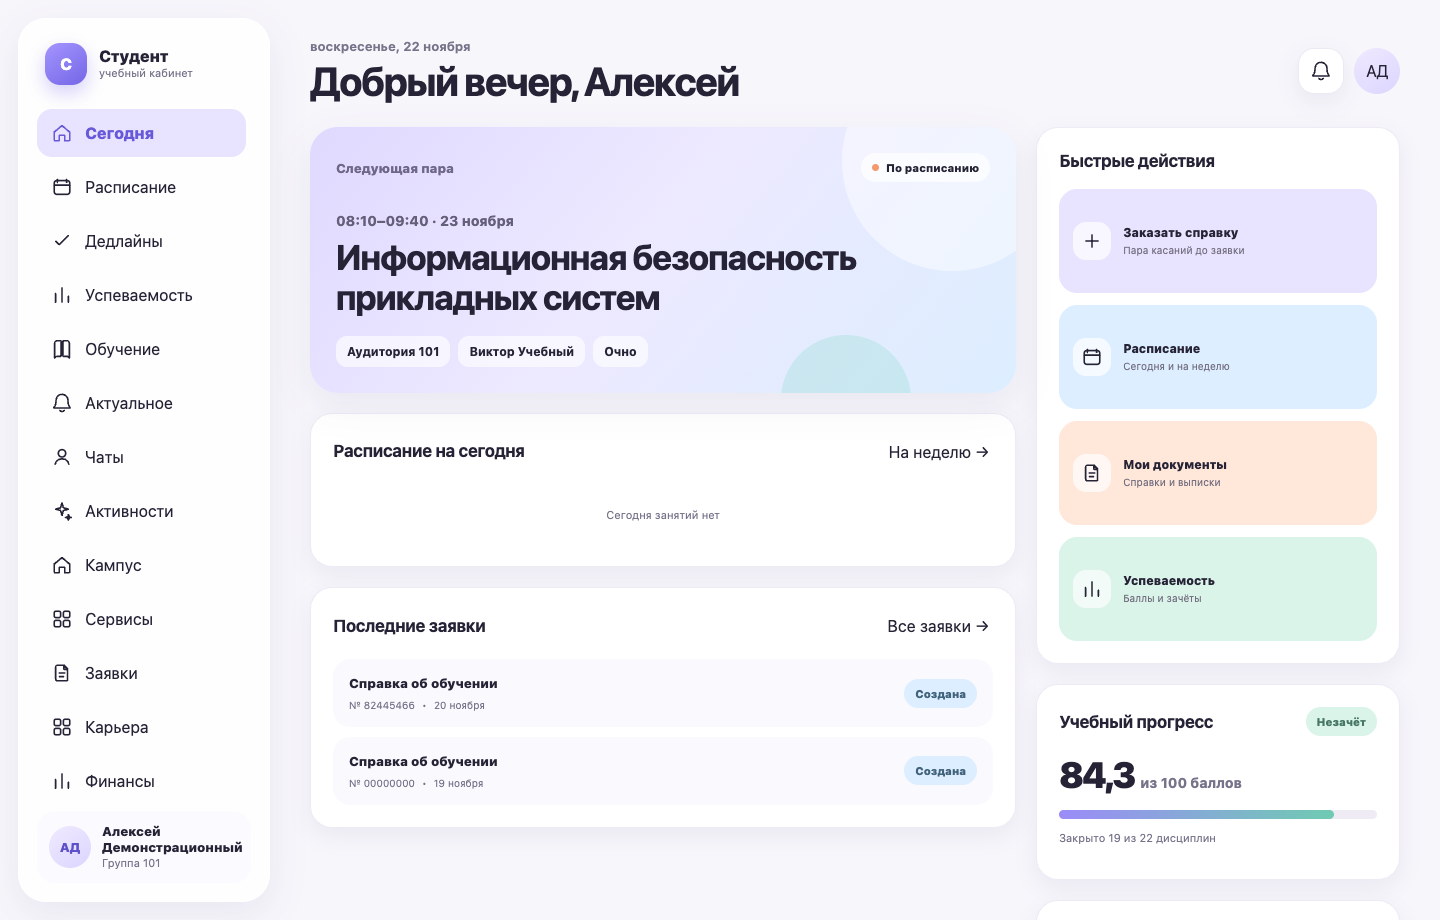 С
Студент
учебный кабинет
Сегодня
Расписание
Дедлайны
Успеваемость
Обучение
Актуальное
Чаты
Активности
Кампус
Сервисы
Заявки
Карьера
Финансы
АД
Алексей
Демонстрационный
Группа 101
воскресенье, 22 ноября
Добрый вечер, Алексей
АД
Следующая пара
По расписанию
08:10–09:40 · 23 ноября
Информационная безопасность
прикладных систем
Аудитория 101
Виктор Учебный
Очно
Расписание на сегодня
На неделю →
Сегодня занятий нет
Последние заявки
Все заявки →
Справка об обучении
№ 82445466 • 20 ноября
Создана
Справка об обучении
№ 00000000 • 19 ноября
Создана
Быстрые действия
Заказать справку
Пара касаний до заявки
Расписание
Сегодня и на неделю
Мои документы
Справки и выписки
Успеваемость
Баллы и зачёты
Учебный прогресс
Незачёт
84,3 из 100 баллов
Закрыто 19 из 22 дисциплин